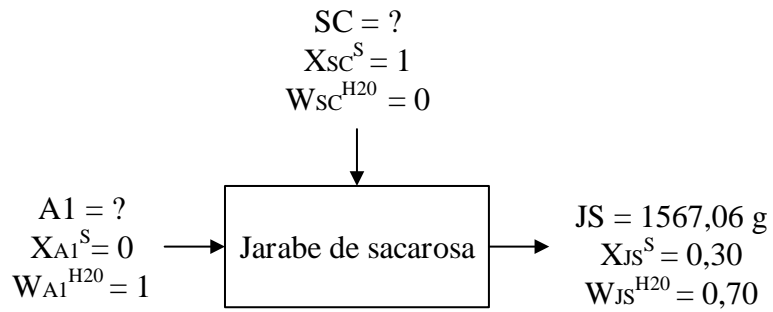 SC = ?
XSC^S = 1
WSC^H20 = 0
A1 = ?
XA1^S = 0
WA1^H20 = 1
Jarabe de sacarosa
JS = 1567,06 g
XJS^S = 0,30
WJS^H20 = 0,70